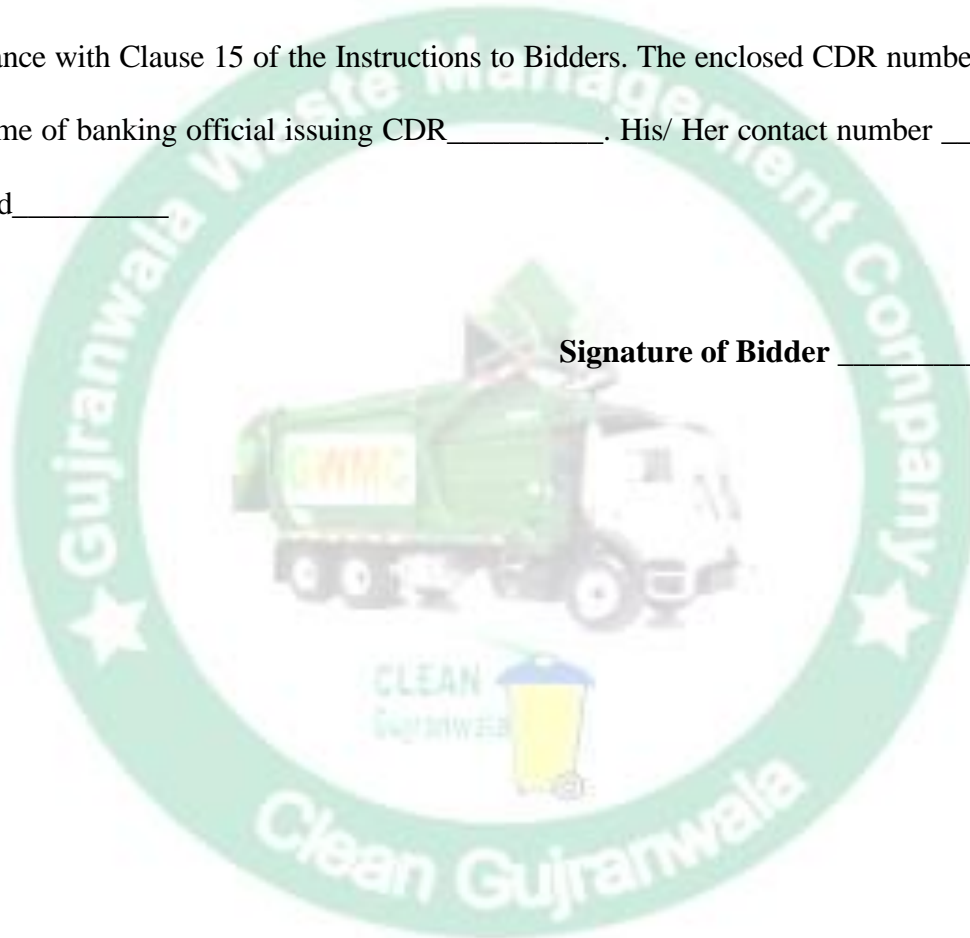 ance with Clause 15 of the Instructions to Bidders. The enclosed CDR numbe
me of banking official issuing CDR__________. His/ Her contact number __
d__________
Signature of Bidder _________
Gujranwala Waste Management Company
GWMC
CLEAN
Gujranwala
Clean Gujranwala